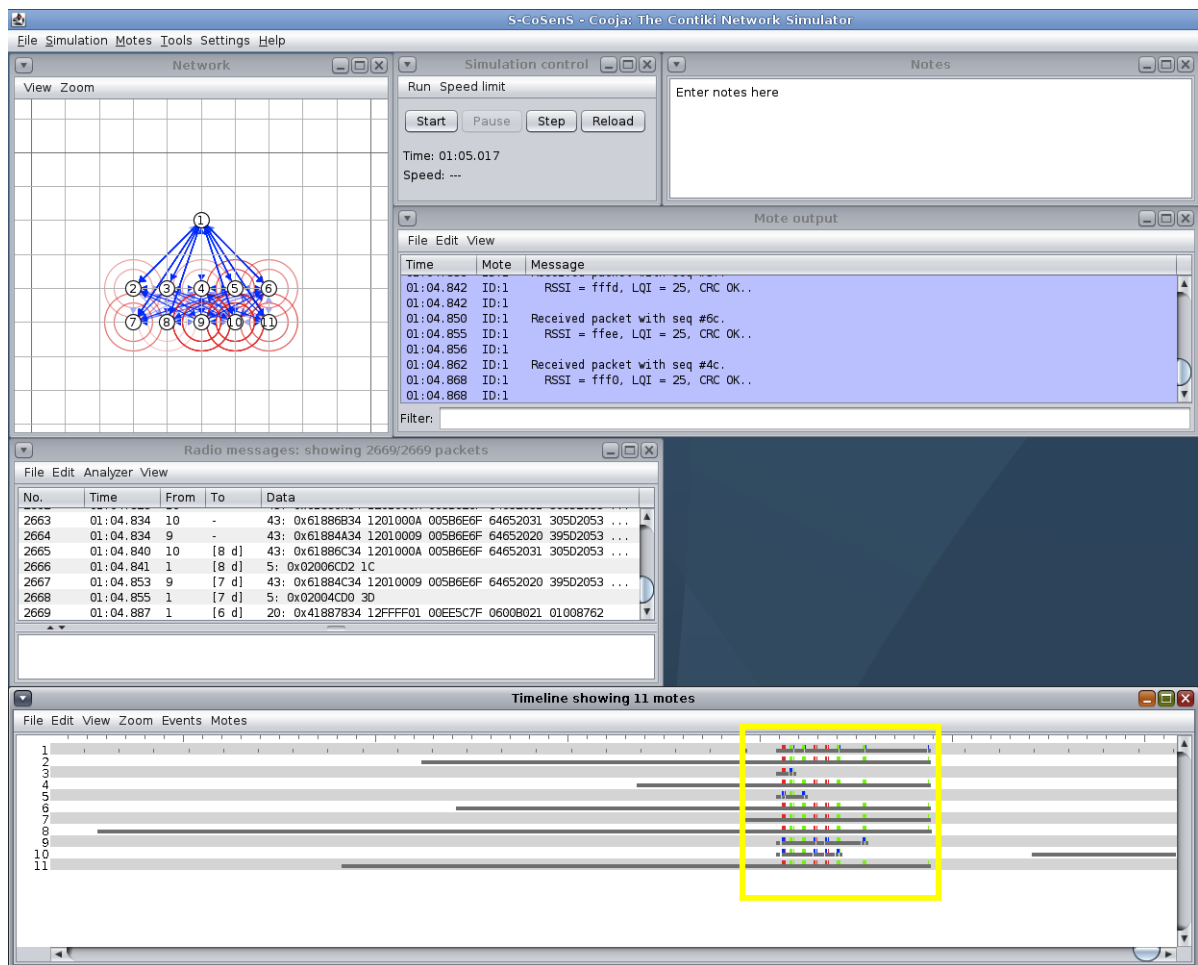 S-CoSenS - Cooja: The Contiki Network Simulator
File Simulation Motes Tools Settings Help
Network
View Zoom
1
2 3 4 5 6
7 8 9 10 11
Simulation control
Run Speed limit
Start Pause Step Reload
Time: 01:05.017
Speed: ---
Notes
Enter notes here
Mote output
File Edit View
Time Mote Message
01:04.842 ID:1 RSSI = fffd, LQI = 25, CRC OK..
01:04.842 ID:1
01:04.850 ID:1 Received packet with seq #6c.
01:04.855 ID:1 RSSI = ffee, LQI = 25, CRC OK..
01:04.856 ID:1
01:04.862 ID:1 Received packet with seq #4c.
01:04.868 ID:1 RSSI = fff0, LQI = 25, CRC OK..
01:04.868 ID:1
Filter:
Radio messages: showing 2669/2669 packets
File Edit Analyzer View
No. Time From To Data
2663 01:04.834 10 - 43: 0x61886B34 1201000A 005B6E6F 64652031 305D2053 ...
2664 01:04.834 9 - 43: 0x61884A34 12010009 005B6E6F 64652020 395D2053 ...
2665 01:04.840 10 [8 d] 43: 0x61886C34 1201000A 005B6E6F 64652031 305D2053 ...
2666 01:04.841 1 [8 d] 5: 0x02006CD2 1C
2667 01:04.853 9 [7 d] 43: 0x61884C34 12010009 005B6E6F 64652020 395D2053 ...
2668 01:04.855 1 [7 d] 5: 0x02004CD0 3D
2669 01:04.887 1 [6 d] 20: 0x41887834 12FFFF01 00EE5C7F 0600B021 01008762
Timeline showing 11 motes
File Edit View Zoom Events Motes
1
2
3
4
5
6
7
8
9
10
11